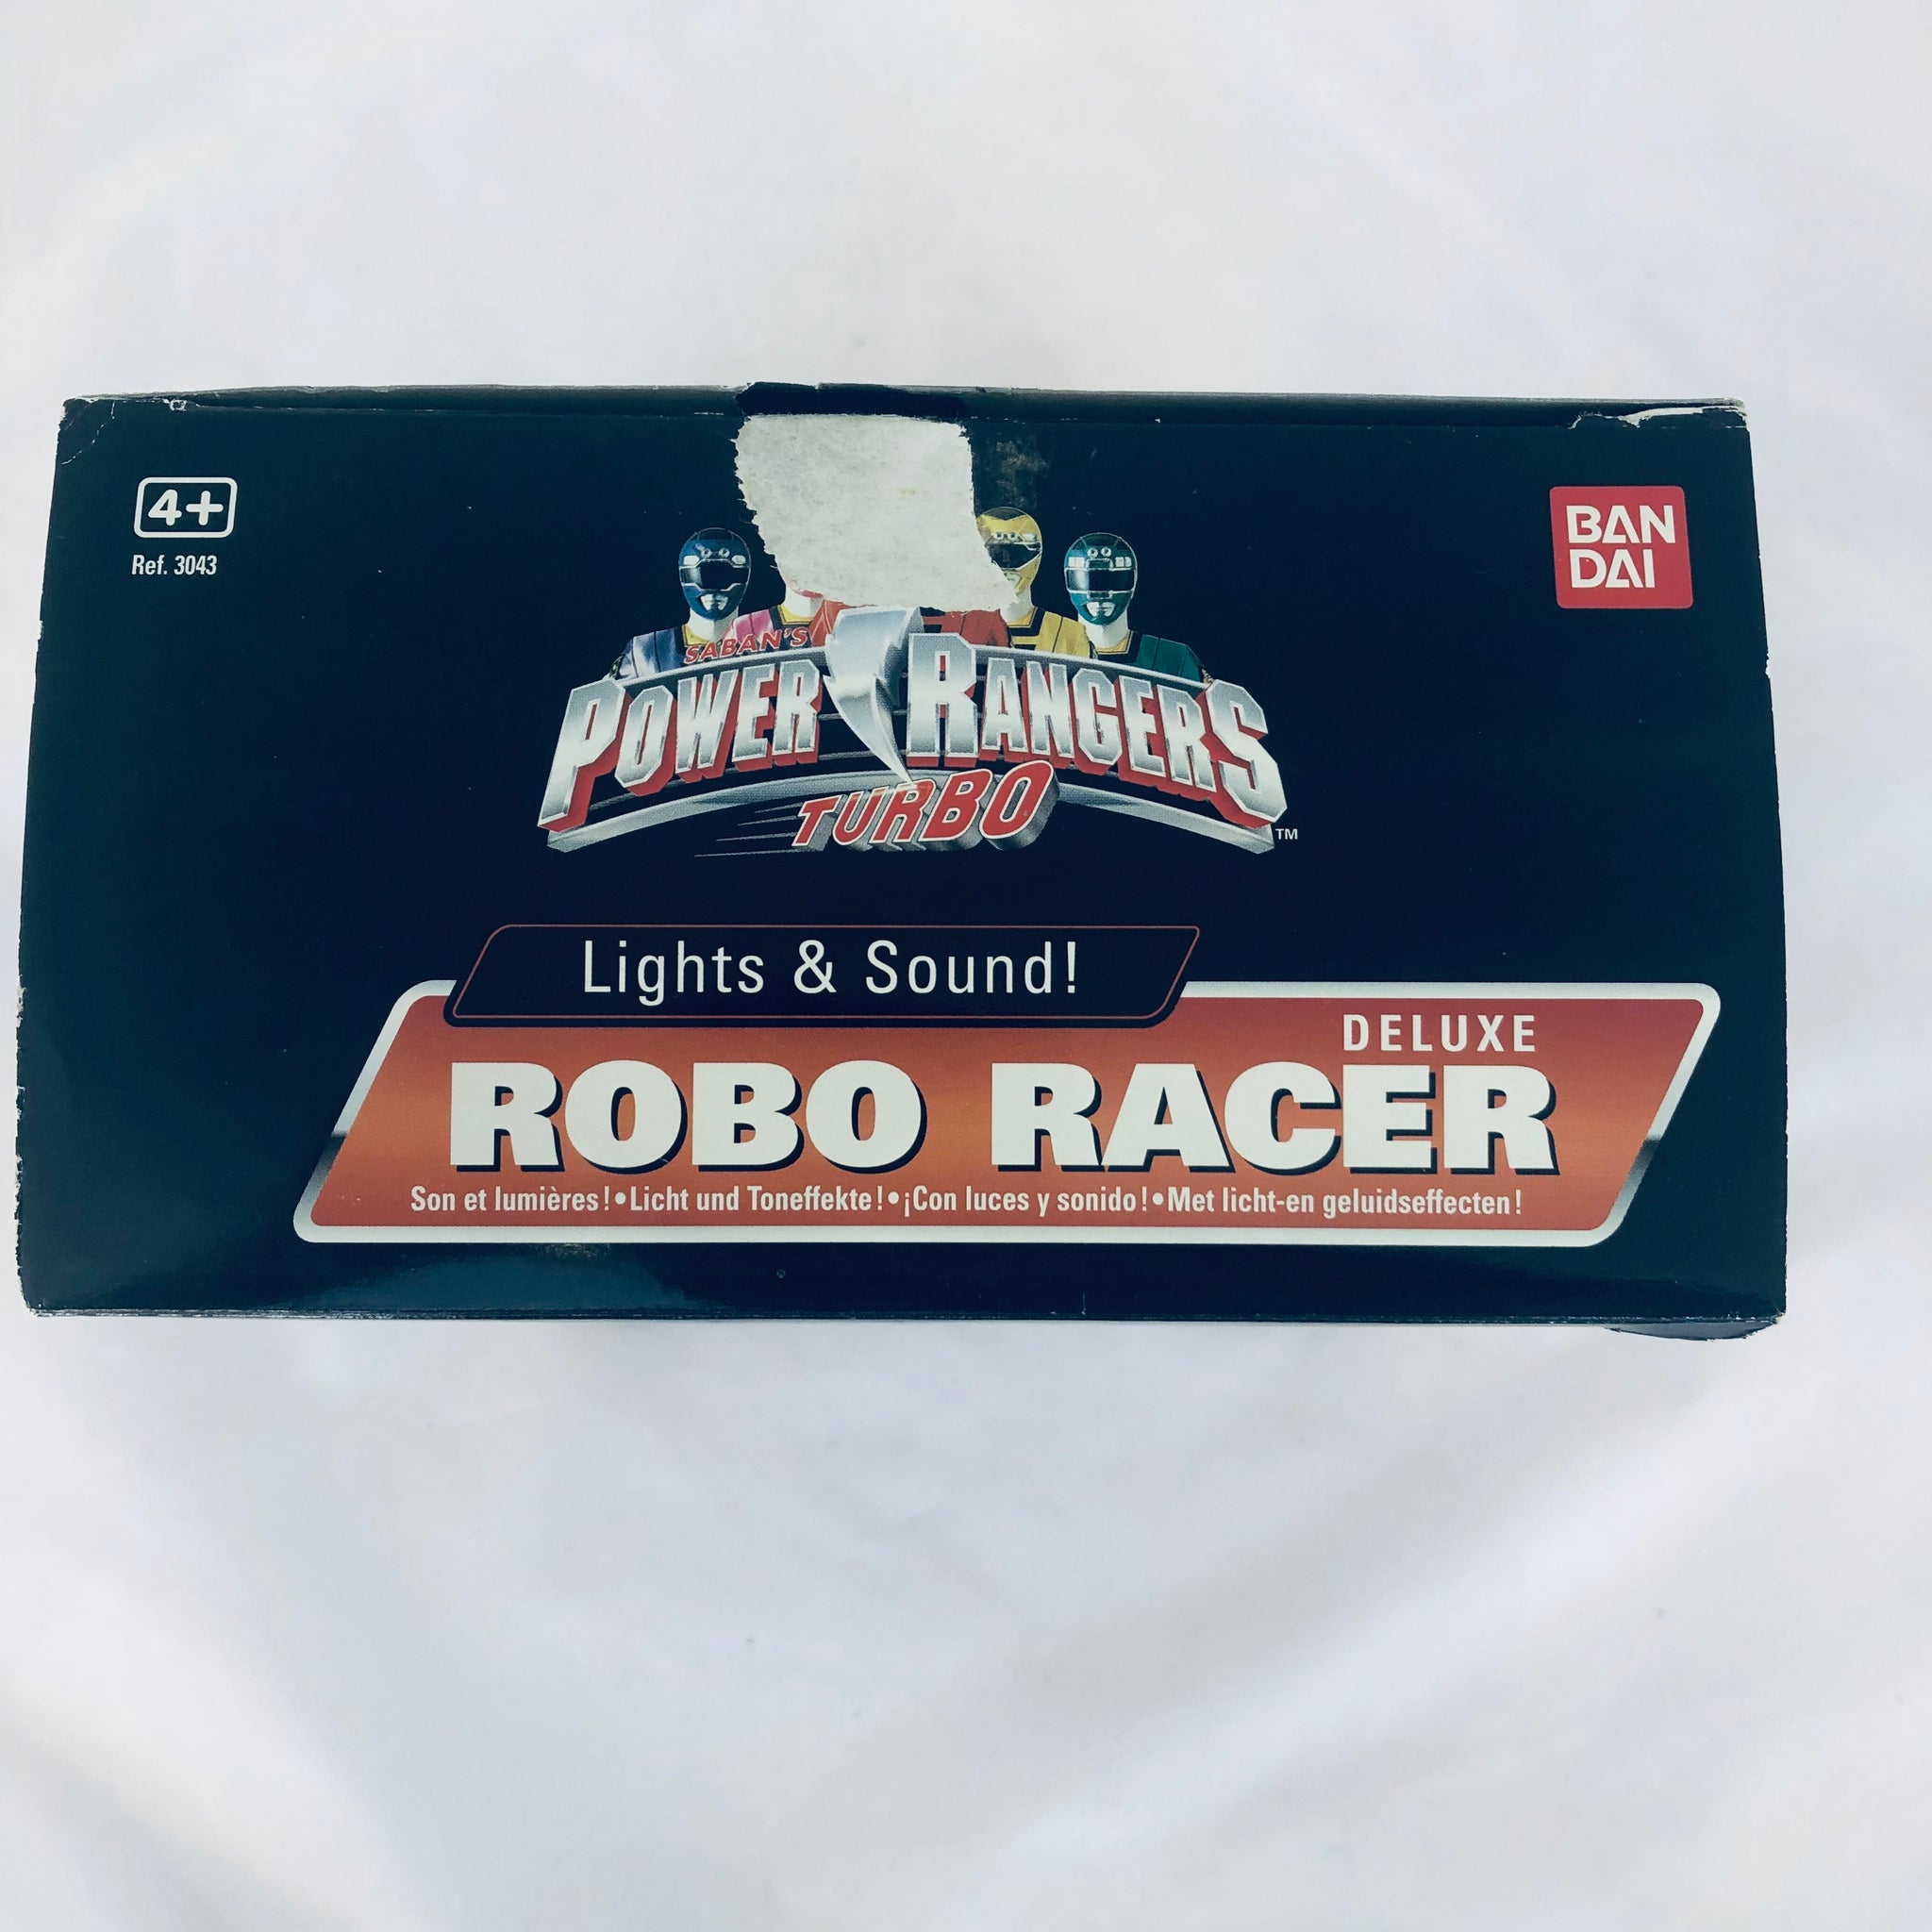 4+
Ref. 3043
BAN
DAI
SABAN'S
POWER RANGERS
TURBO
TM
Lights & Sound!
DELUXE
ROBO RACER
Son et lumières!•Licht und Toneffekte!•¡Con luces y sonido!•Met licht-en geluidseffecten!